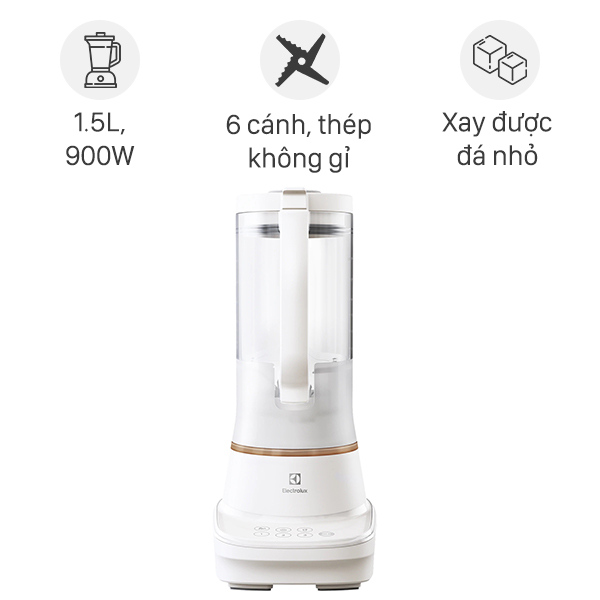 1.5L,
900W
6 cánh, thép
không gỉ
Xay được
đá nhỏ
Electrolux